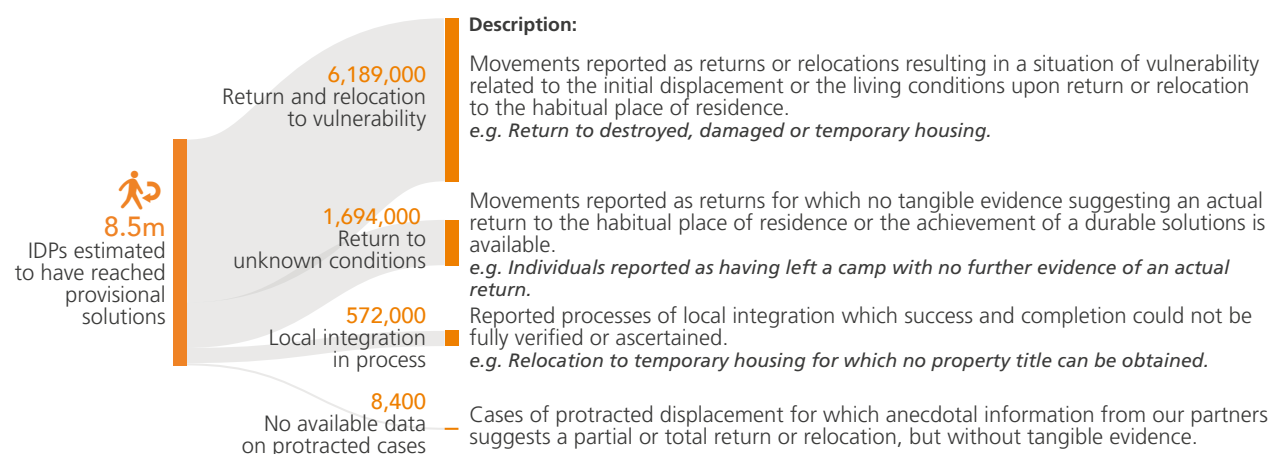 8.5m
IDPs estimated
to have reached
provisional
solutions
Description:
6,189,000
Return and relocation
to vulnerability
Movements reported as returns or relocations resulting in a situation of vulnerability
related to the initial displacement or the living conditions upon return or relocation
to the habitual place of residence.
e.g. Return to destroyed, damaged or temporary housing.
1,694,000
Return to
unknown conditions
Movements reported as returns for which no tangible evidence suggesting an actual
return to the habitual place of residence or the achievement of a durable solutions is
available.
e.g. Individuals reported as having left a camp with no further evidence of an actual
return.
572,000
Local integration
in process
Reported processes of local integration which success and completion could not be
fully verified or ascertained.
e.g. Relocation to temporary housing for which no property title can be obtained.
8,400
No available data
on protracted cases
Cases of protracted displacement for which anecdotal information from our partners
suggests a partial or total return or relocation, but without tangible evidence.